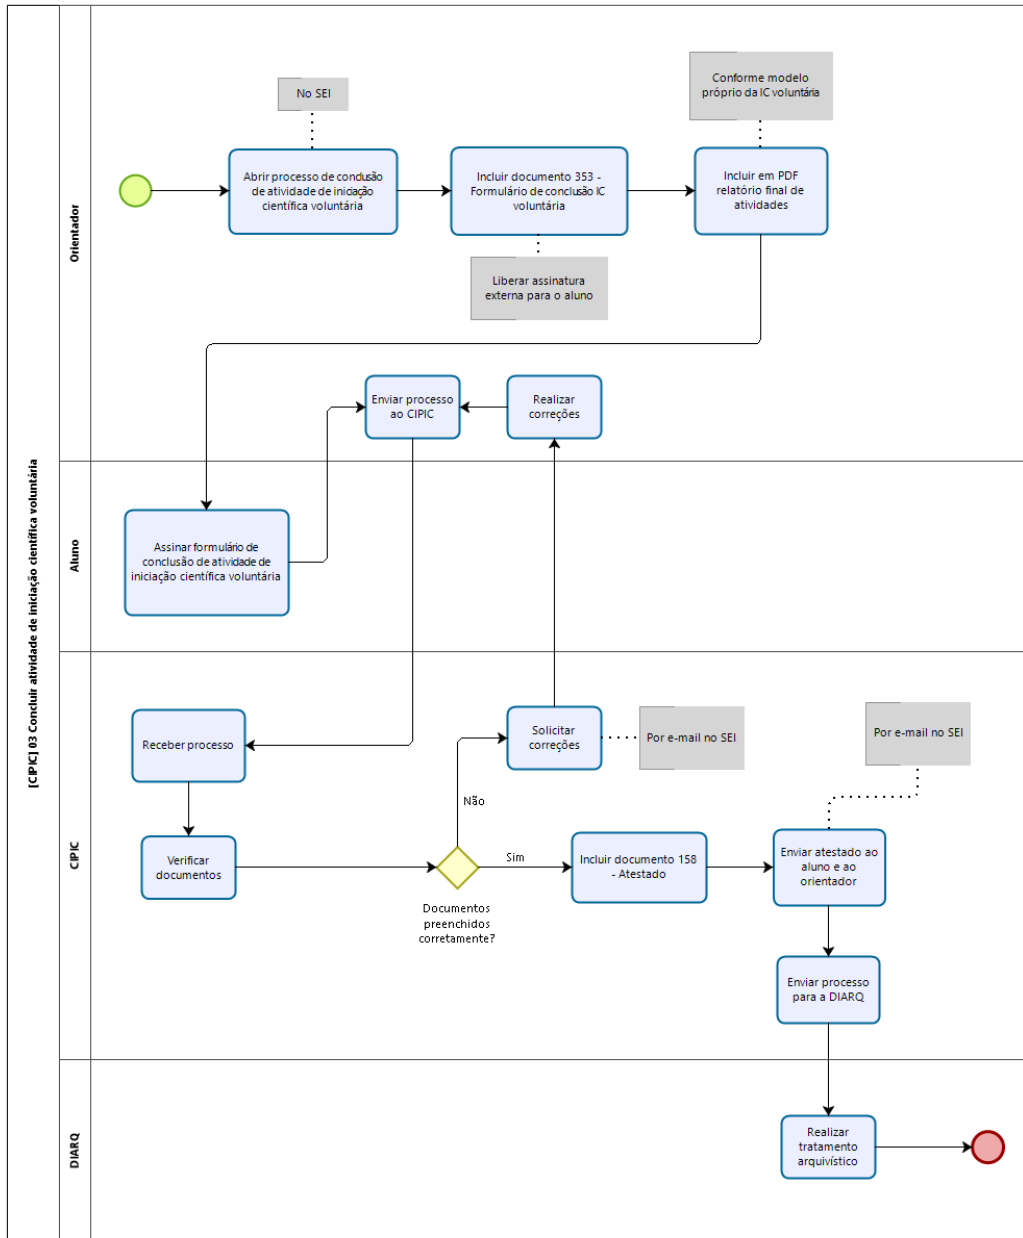 [CIPIC] 03 Concluir atividade de iniciação científica voluntária
Orientador
No SEI
Conforme modelo
próprio da IC voluntária
Abrir processo de conclusão
de atividade de iniciação
científica voluntária
Incluir documento 353 -
Formulário de conclusão IC
voluntária
Incluir em PDF
relatório final de
atividades
Liberar assinatura
externa para o aluno
Enviar processo
ao CIPIC
Realizar
correções
Aluno
Assinar formulário de
conclusão de atividade de
iniciação científica voluntária
CIPIC
Receber processo
Solicitar
correções
Por e-mail no SEI
Por e-mail no SEI
Não
Verificar
documentos
Sim
Documentos
preenchidos
corretamente?
Incluir documento 158
- Atestado
Enviar atestado ao
aluno e ao
orientador
Enviar processo
para a DIARQ
DIARQ
Realizar
tratamento
arquivístico